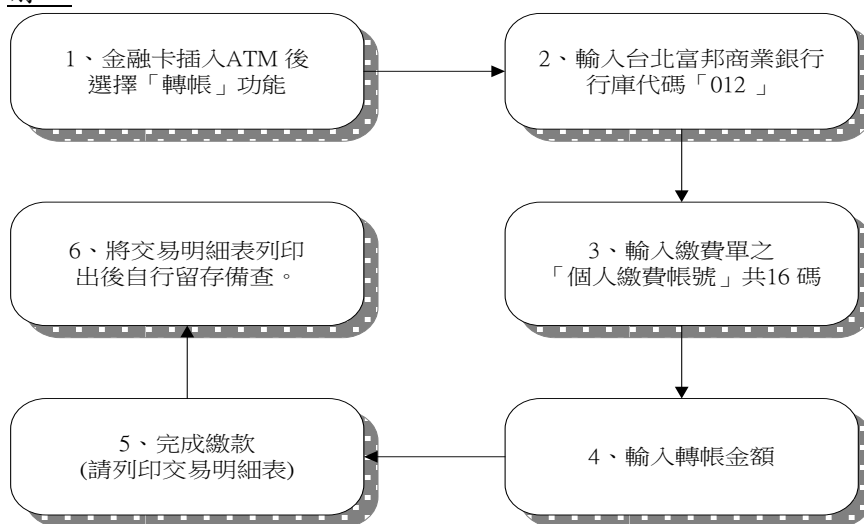 1、金融卡插入ATM 後
選擇「轉帳」功能
2、輸入台北富邦商業銀行
行庫代碼「012 」
3、輸入繳費單之
「個人繳費帳號」共16 碼
4、輸入轉帳金額
5、完成繳款
(請列印交易明細表)
6、將交易明細表列印
出後自行留存備查。